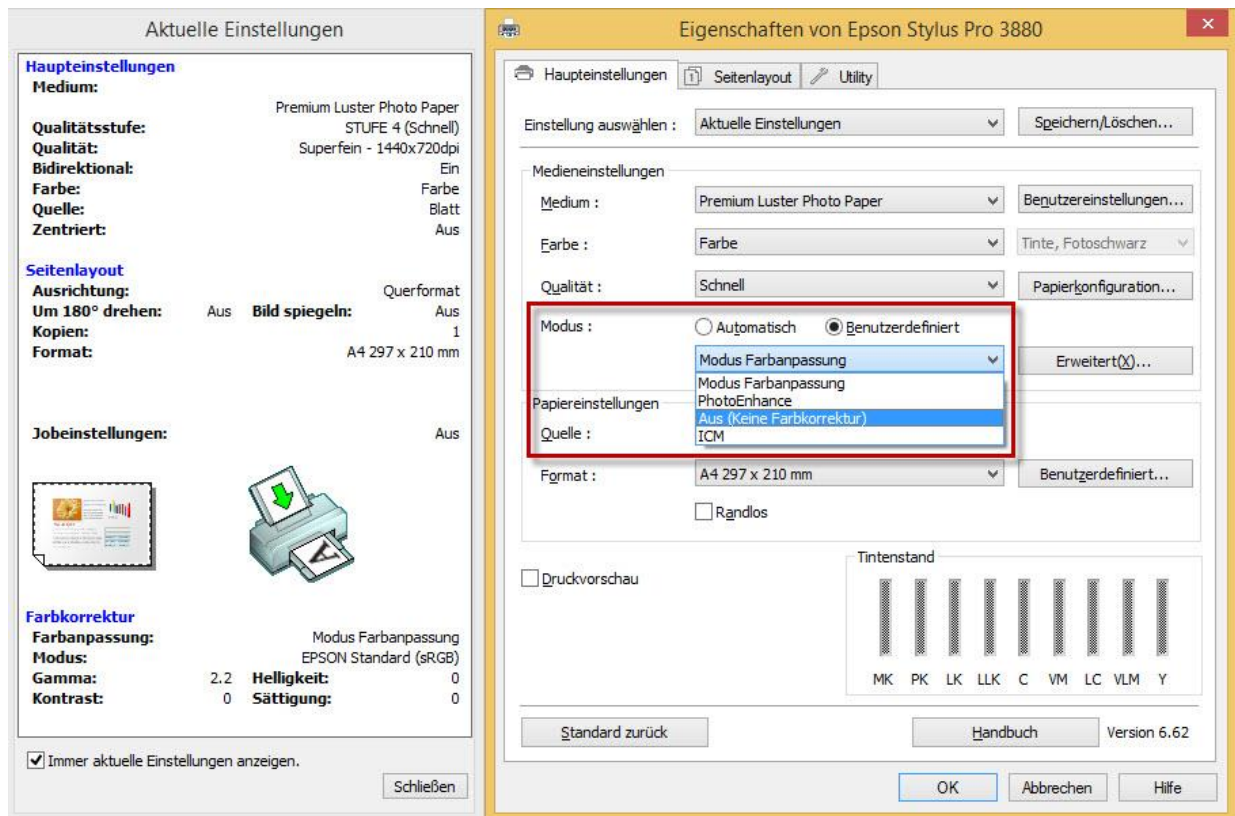 Aktuelle Einstellungen
Haupteinstellungen
Medium:
Premium Luster Photo Paper
Qualitätsstufe: STUFE 4 (Schnell)
Qualität: Superfein - 1440x720dpi
Bidirektional: Ein
Farbe: Farbe
Quelle: Blatt
Zentriert: Aus
Seitenlayout
Ausrichtung: Querformat
Um 180° drehen: Aus Bild spiegeln: Aus
Kopien: 1
Format: A4 297 x 210 mm
Jobeinstellungen: Aus
A
Farbkorrektur
Farbanpassung: Modus Farbanpassung
Modus: EPSON Standard (sRGB)
Gamma: 2.2 Helligkeit: 0
Kontrast: 0 Sättigung: 0
Immer aktuelle Einstellungen anzeigen.
Schließen
Eigenschaften von Epson Stylus Pro 3880
Haupteinstellungen Seitenlayout Utility
Einstellung auswählen : Aktuelle Einstellungen Speichern/Löschen...
Medieneinstellungen
Medium : Premium Luster Photo Paper Benutzereinstellungen...
Farbe : Farbe Tinte, Fotoschwarz
Qualität : Schnell Papierkonfiguration...
Modus : Automatisch Benutzerdefiniert
Modus Farbanpassung Erweitert(X)...
Modus Farbanpassung
PhotoEnhance
Papiereinstellungen
Aus (Keine Farbkorrektur)
Quelle : ICM
Format : A4 297 x 210 mm Benutzerdefiniert...
Randlos
Druckvorschau
Tintenstand
MK PK LK LLK C VM LC VLM Y
Standard zurück Handbuch Version 6.62
OK Abbrechen Hilfe